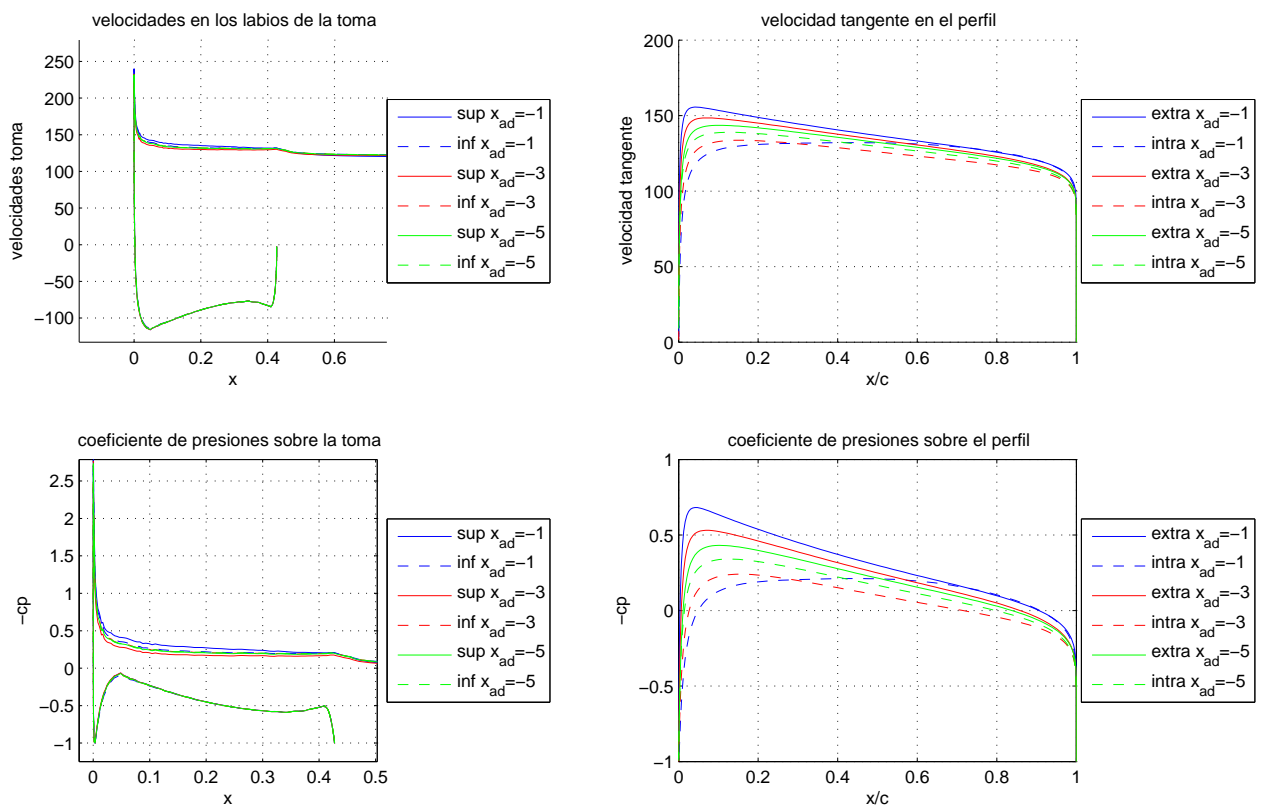 velocidades en los labios de la toma
velocidades toma
250
200
150
100
50
0
−50
−100
0 0.2 0.4 0.6
x
sup x_ad=−1
inf x_ad=−1
sup x_ad=−3
inf x_ad=−3
sup x_ad=−5
inf x_ad=−5
velocidad tangente en el perfil
velocidad tangente
200
150
100
50
0
0 0.2 0.4 0.6 0.8 1
x/c
extra x_ad=−1
intra x_ad=−1
extra x_ad=−3
intra x_ad=−3
extra x_ad=−5
intra x_ad=−5
coeficiente de presiones sobre la toma
−cp
2.5
2
1.5
1
0.5
0
−0.5
−1
0 0.1 0.2 0.3 0.4 0.5
x
sup x_ad=−1
inf x_ad=−1
sup x_ad=−3
inf x_ad=−3
sup x_ad=−5
inf x_ad=−5
coeficiente de presiones sobre el perfil
−cp
1
0.5
0
−0.5
−1
0 0.2 0.4 0.6 0.8 1
x/c
extra x_ad=−1
intra x_ad=−1
extra x_ad=−3
intra x_ad=−3
extra x_ad=−5
intra x_ad=−5